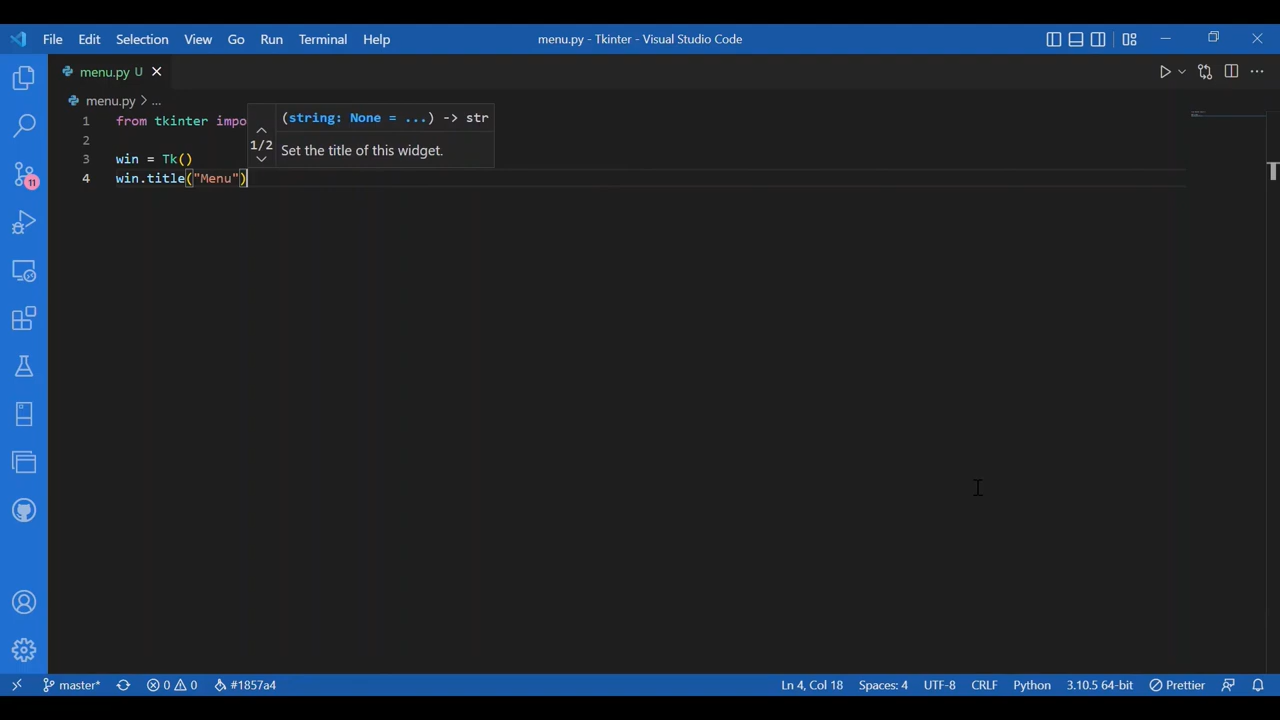 File Edit Selection View Go Run Terminal Help menu.py - Tkinter - Visual Studio Code
menu.py U
menu.py > ...
(string: None = ...) -> str
1/2
Set the title of this widget.
1 from tkinter impo
2
3 win = Tk()
4 win.title("Menu")
11
master* 0 0 #1857a4 Ln 4, Col 18 Spaces: 4 UTF-8 CRLF Python 3.10.5 64-bit Prettier